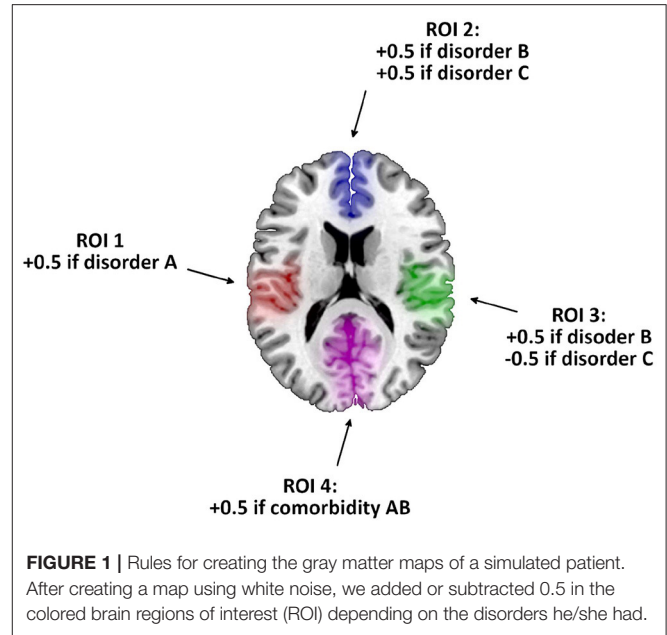 ROI 2:
+0.5 if disorder B
+0.5 if disorder C
ROI 1
+0.5 if disorder A
ROI 3:
+0.5 if disoder B
-0.5 if disorder C
ROI 4:
+0.5 if comorbidity AB
FIGURE 1 | Rules for creating the gray matter maps of a simulated patient.
After creating a map using white noise, we added or subtracted 0.5 in the
colored brain regions of interest (ROI) depending on the disorders he/she had.